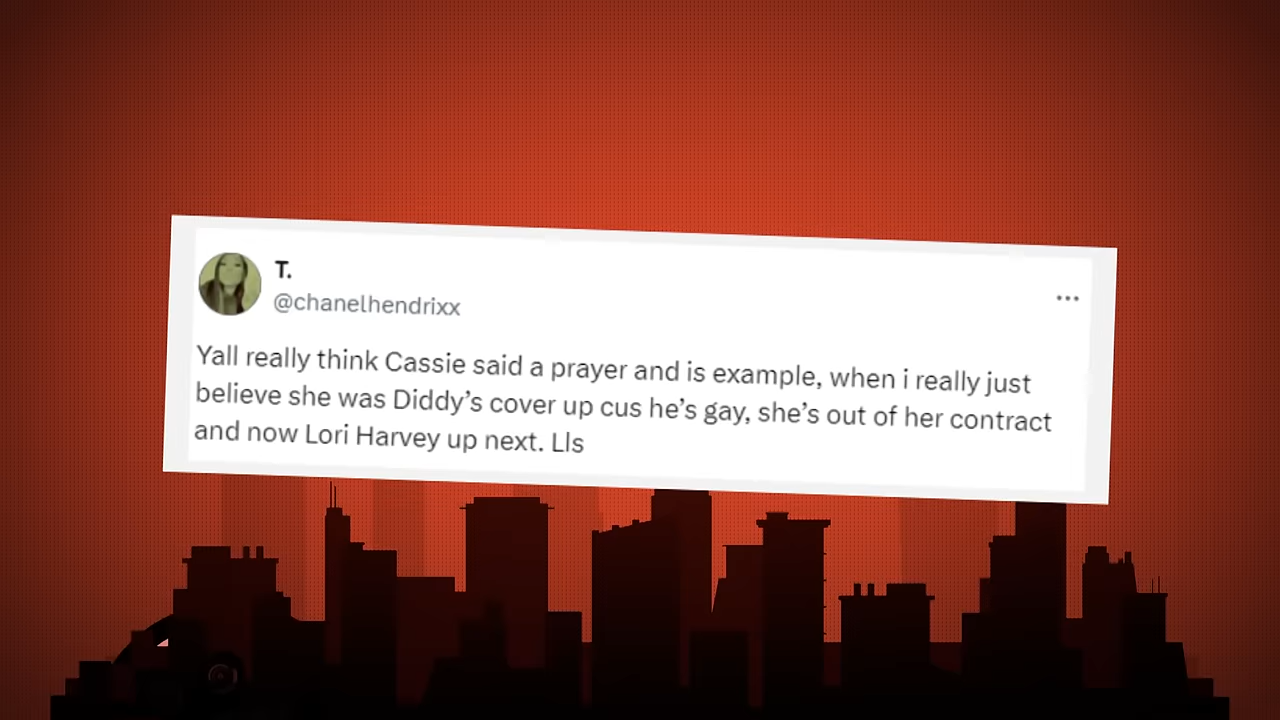 T.
@chanelhendrixx
Yall really think Cassie said a prayer and is example, when i really just
believe she was Diddy’s cover up cus he’s gay, she’s out of her contract
and now Lori Harvey up next. Lls